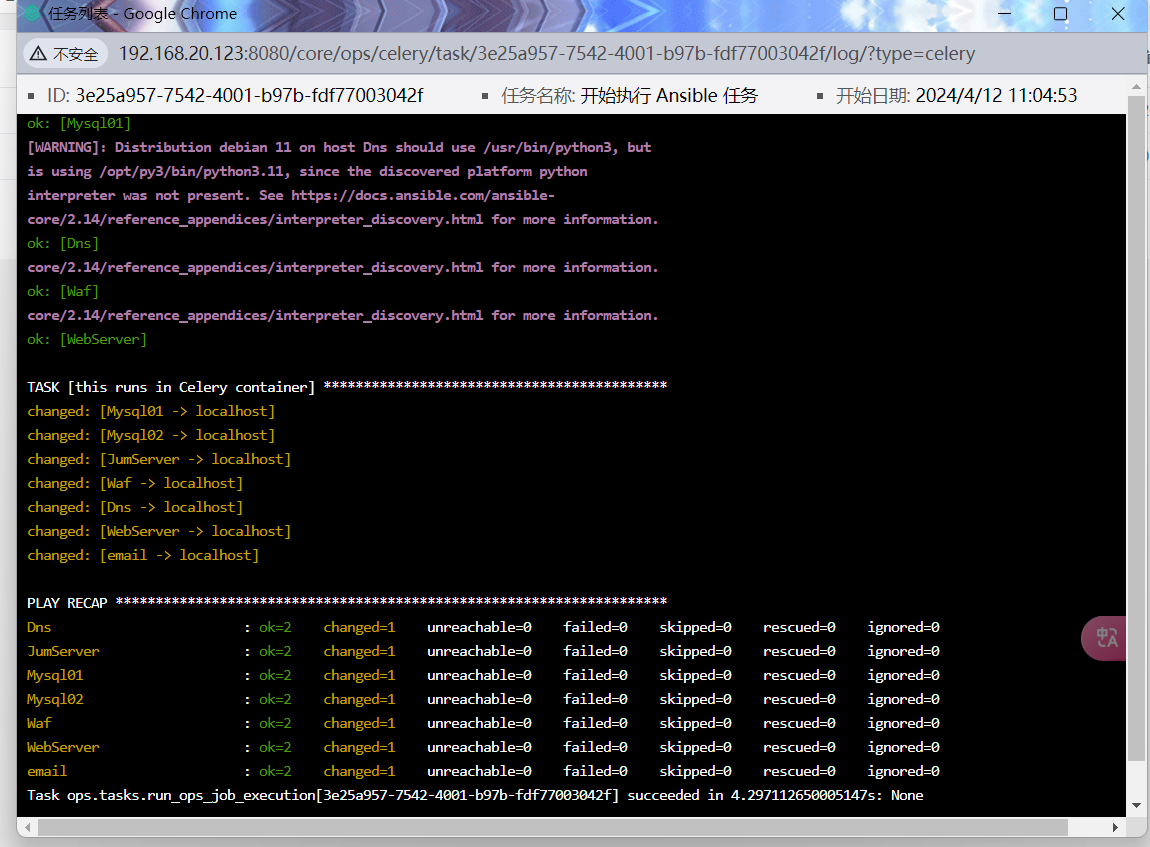 任务列表 - Google Chrome
不安全 192.168.20.123:8080/core/ops/celery/task/3e25a957-7542-4001-b97b-fdf77003042f/log/?type=celery
ID: 3e25a957-7542-4001-b97b-fdf77003042f 任务名称: 开始执行 Ansible 任务 开始日期: 2024/4/12 11:04:53
ok: [Mysql01]
[WARNING]: Distribution debian 11 on host Dns should use /usr/bin/python3, but
is using /opt/py3/bin/python3.11, since the discovered platform python
interpreter was not present. See https://docs.ansible.com/ansible-
core/2.14/reference_appendices/interpreter_discovery.html for more information.
ok: [Dns]
core/2.14/reference_appendices/interpreter_discovery.html for more information.
ok: [Waf]
core/2.14/reference_appendices/interpreter_discovery.html for more information.
ok: [WebServer]
TASK [this runs in Celery container] *******************************************
changed: [Mysql01 -> localhost]
changed: [Mysql02 -> localhost]
changed: [JumServer -> localhost]
changed: [Waf -> localhost]
changed: [Dns -> localhost]
changed: [WebServer -> localhost]
changed: [email -> localhost]
PLAY RECAP *********************************************************************
Dns : ok=2 changed=1 unreachable=0 failed=0 skipped=0 rescued=0 ignored=0
JumServer : ok=2 changed=1 unreachable=0 failed=0 skipped=0 rescued=0 ignored=0
Mysql01 : ok=2 changed=1 unreachable=0 failed=0 skipped=0 rescued=0 ignored=0
Mysql02 : ok=2 changed=1 unreachable=0 failed=0 skipped=0 rescued=0 ignored=0
Waf : ok=2 changed=1 unreachable=0 failed=0 skipped=0 rescued=0 ignored=0
WebServer : ok=2 changed=1 unreachable=0 failed=0 skipped=0 rescued=0 ignored=0
email : ok=2 changed=1 unreachable=0 failed=0 skipped=0 rescued=0 ignored=0
Task ops.tasks.run_ops_job_execution[3e25a957-7542-4001-b97b-fdf77003042f] succeeded in 4.297112650005147s: None
中A